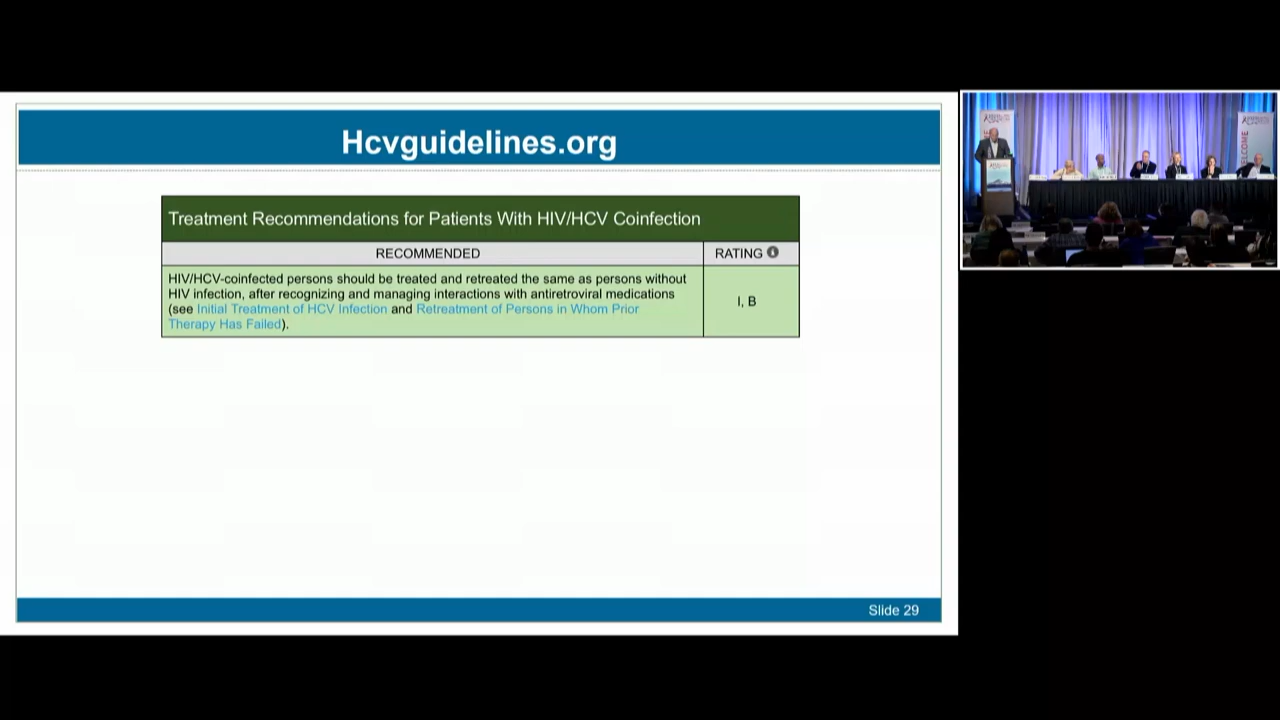 Hcvguidelines.org
Treatment Recommendations for Patients With HIV/HCV Coinfection
RECOMMENDED
RATING
HIV/HCV-coinfected persons should be treated and retreated the same as persons without
HIV infection, after recognizing and managing interactions with antiretroviral medications
(see Initial Treatment of HCV Infection and Retreatment of Persons in Whom Prior
Therapy Has Failed).
I, B
Slide 29
WELCOME